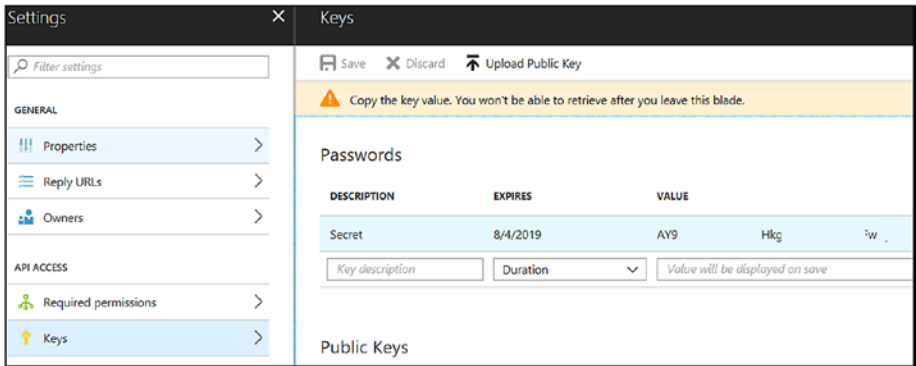 Settings
Filter settings
GENERAL
Properties
Reply URLs
Owners
API ACCESS
Required permissions
Keys
Keys
Save Discard Upload Public Key
Copy the key value. You won't be able to retrieve after you leave this blade.
Passwords
DESCRIPTION EXPIRES VALUE
Secret 8/4/2019 AY9
Key description Duration Value will be displayed on save
Public Keys